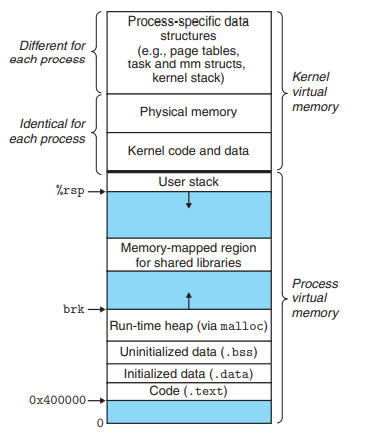 Process-specific data
structures
(e.g., page tables,
task and mm structs,
kernel stack)
Different for
each process
Kernel
virtual
memory
Physical memory
Identical for
each process
Kernel code and data
User stack
%rsp
Memory-mapped region
for shared libraries
Process
virtual
memory
brk
Run-time heap (via malloc)
Uninitialized data (.bss)
Initialized data (.data)
Code (.text)
0x400000
0